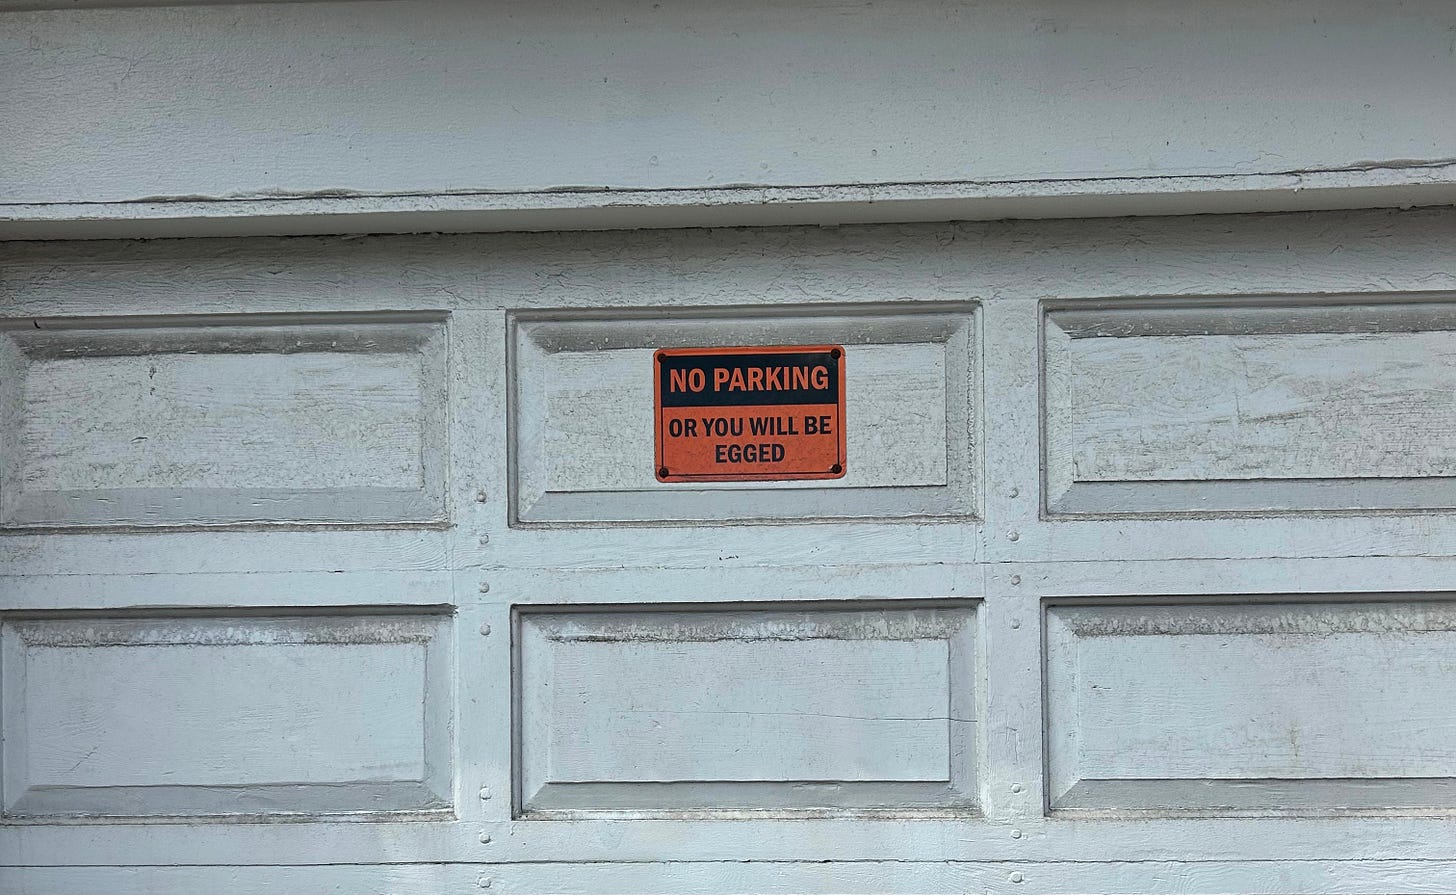 NO PARKING
OR YOU WILL BE
EGGED